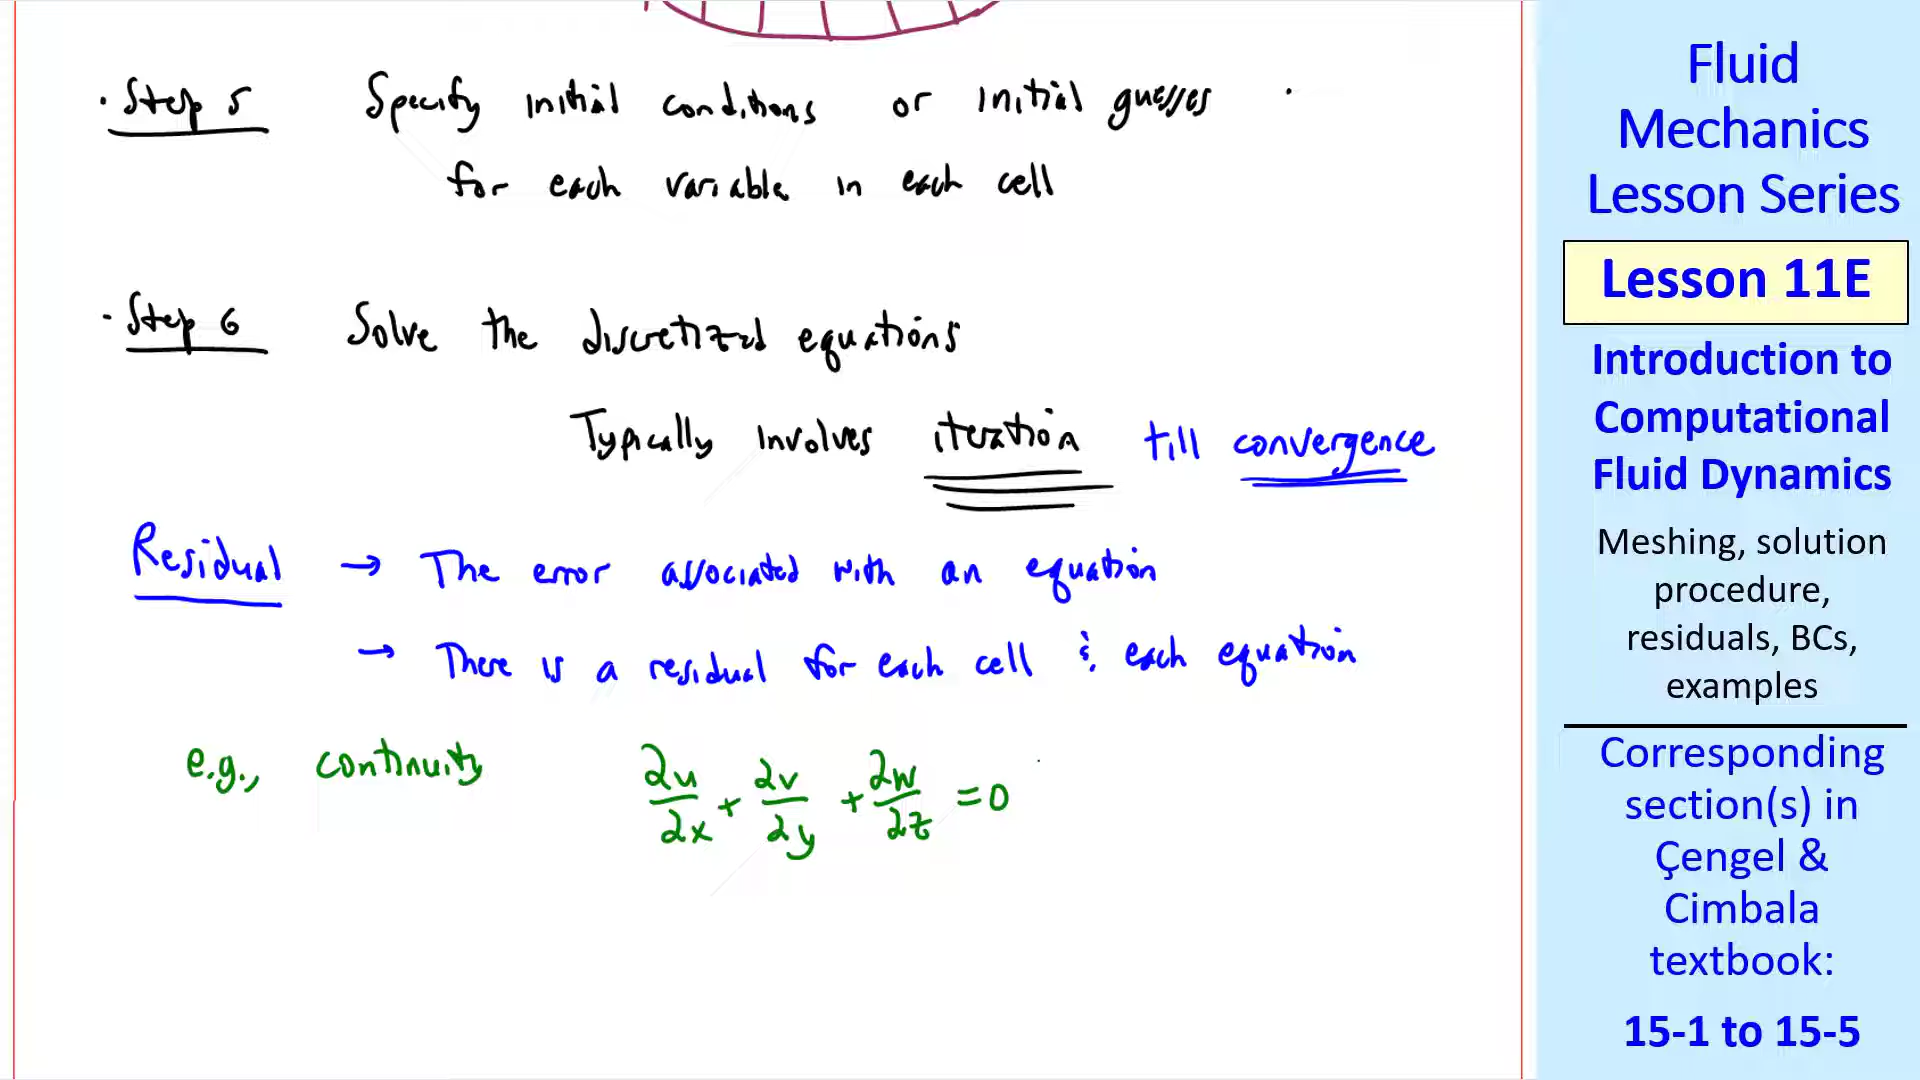 · Step 5 Specify initial conditions or initial guesses
for each variable in each cell
· Step 6 Solve the discretized equations
Typically involves iteration till convergence
Residual → The error associated with an equation
→ There is a residual for each cell & each equation
e.g., continuity ∂u/∂x + ∂v/∂y + ∂w/∂z = 0
Fluid
Mechanics
Lesson Series
Lesson 11E
Introduction to
Computational
Fluid Dynamics
Meshing, solution
procedure,
residuals, BCs,
examples
Corresponding
section(s) in
Çengel &
Cimbala
textbook:
15-1 to 15-5